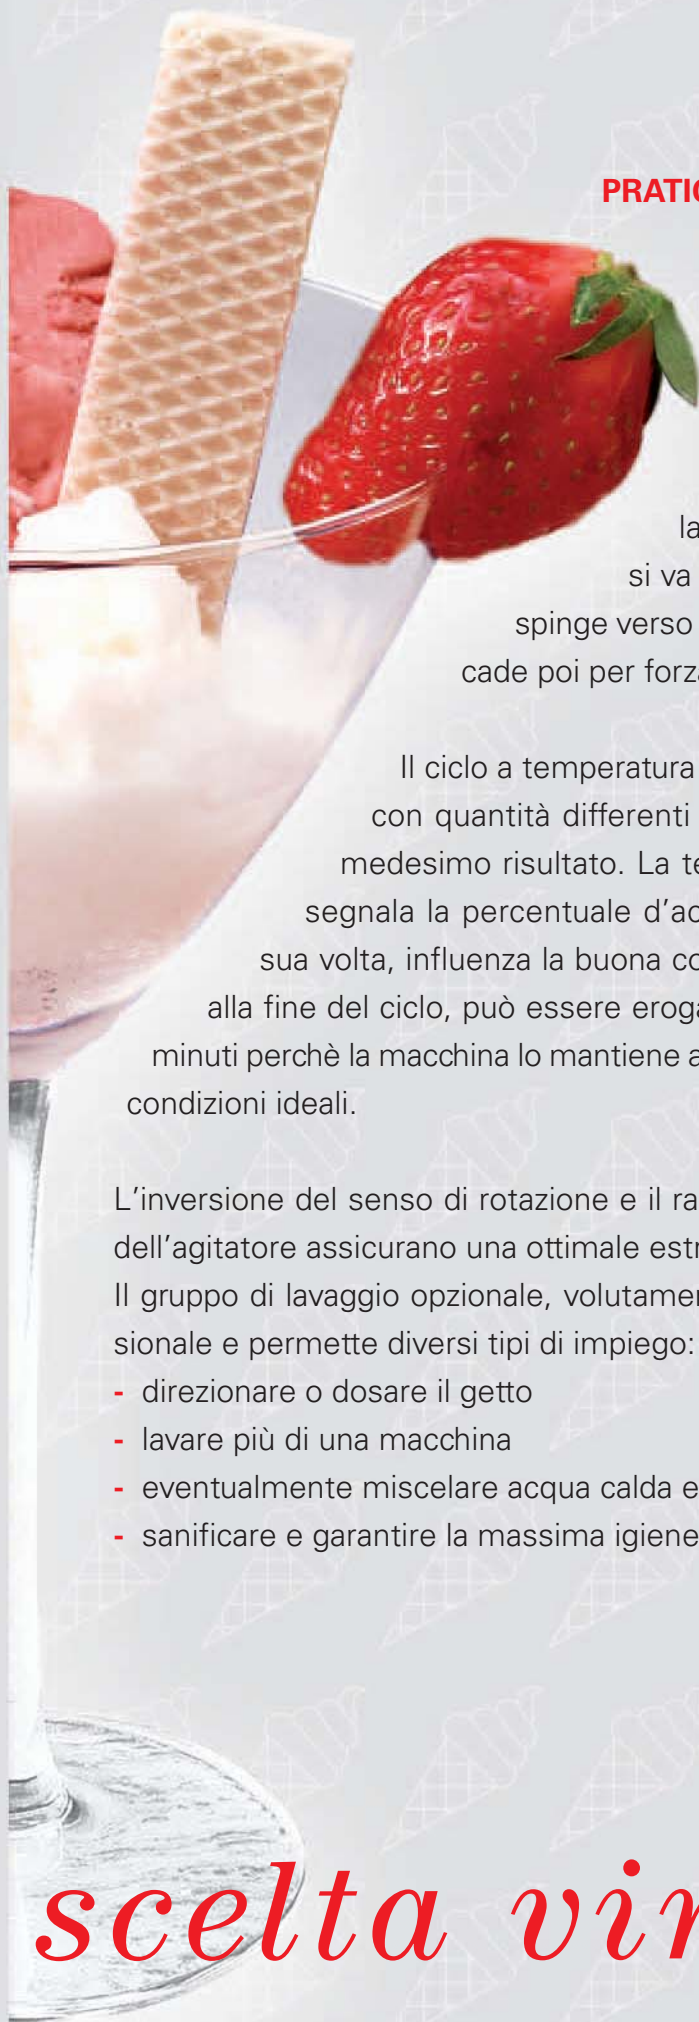 PRATIC
la
si va
spinge verso
cade poi per forza
Il ciclo a temperatura
con quantità differenti
medesimo risultato. La te
segnala la percentuale d’ac
sua volta, influenza la buona co
alla fine del ciclo, può essere eroga
minuti perchè la macchina lo mantiene a
condizioni ideali.
L’inversione del senso di rotazione e il ra
dell’agitatore assicurano una ottimale estr
Il gruppo di lavaggio opzionale, volutamen
sionale e permette diversi tipi di impiego:
- direzionare o dosare il getto
- lavare più di una macchina
- eventualmente miscelare acqua calda e
- sanificare e garantire la massima igiene
scelta vin